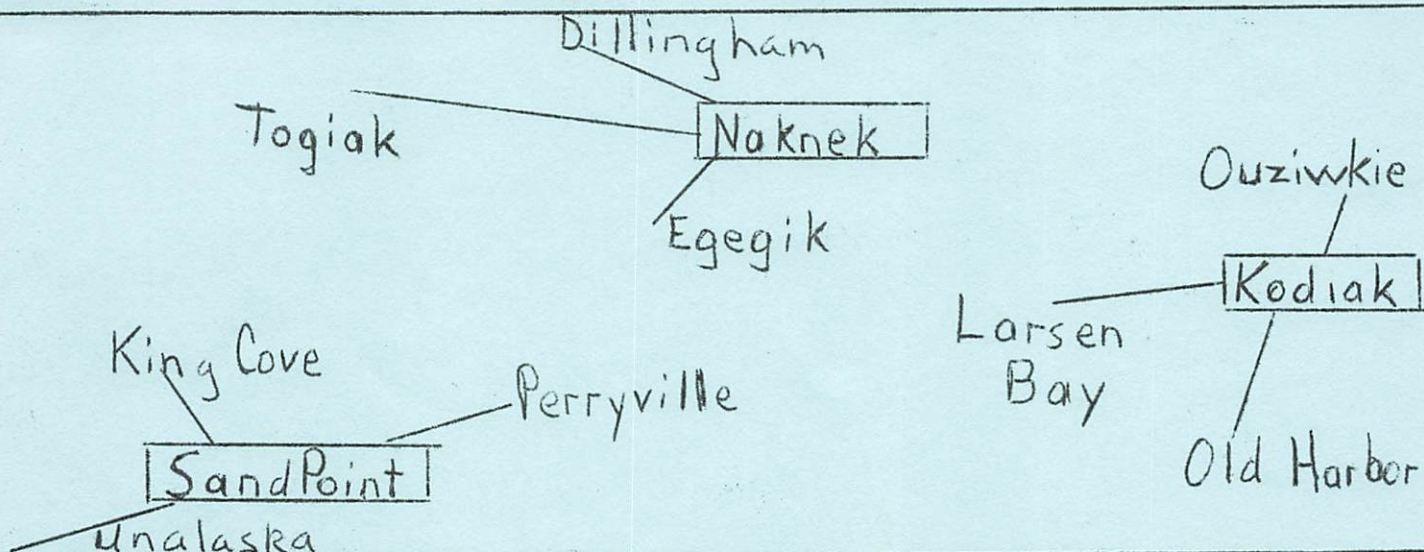 Dillingham
Togiak
Naknek
Ouziwkie
Egegik
Kodiak
Larsen
Bay
King Cove
Perryville
Old Harbor
SandPoint
Unalaska